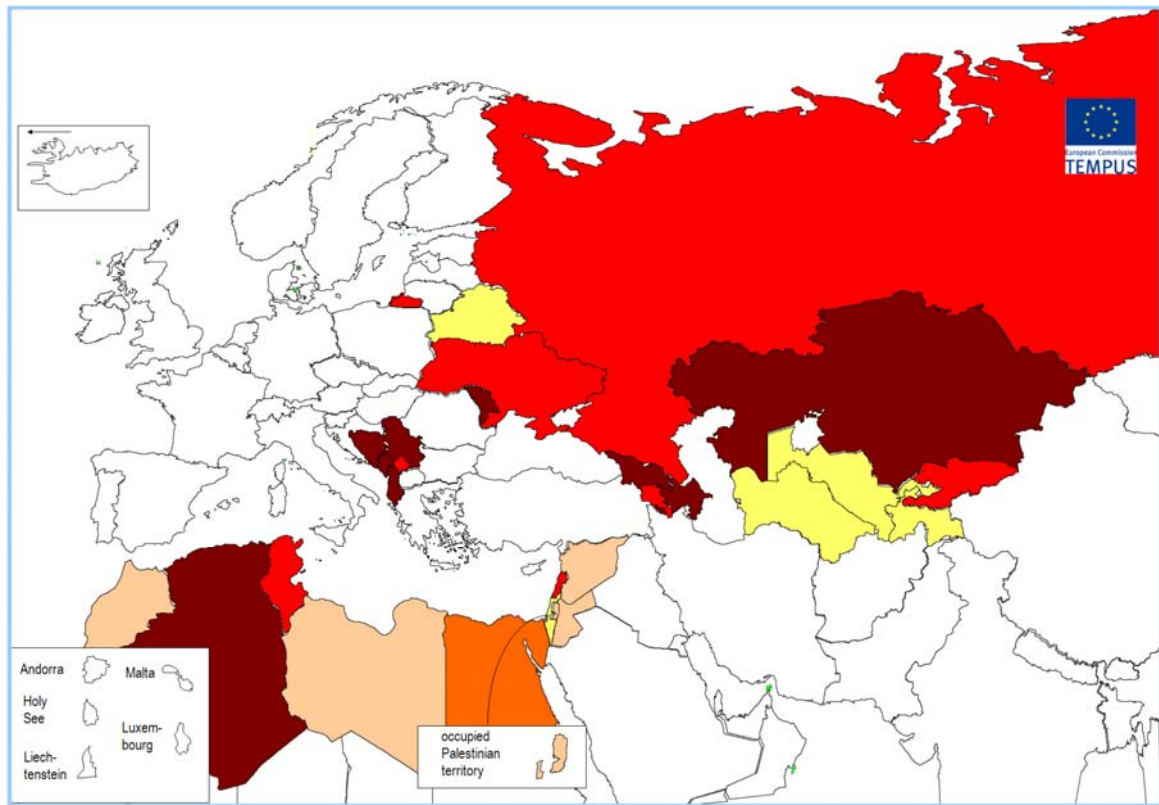 European Commission
TEMPUS
Andorra
Malta
Holy
See
Luxem-
bourg
Liech-
tenstein
occupied
Palestinian
territory